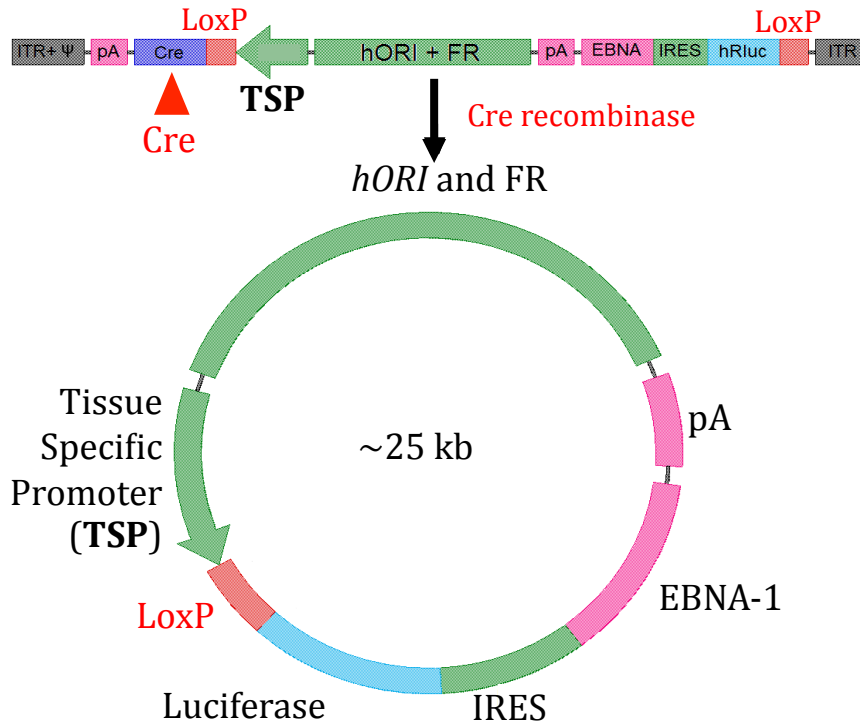 LoxP
LoxP
ITR+ Ψ
pA
Cre
hORI + FR
pA
EBNA
IRES
hRluc
ITR
TSP
Cre
Cre recombinase
hORI and FR
Tissue
Specific
Promoter
(TSP)
~25 kb
pA
EBNA-1
LoxP
Luciferase
IRES